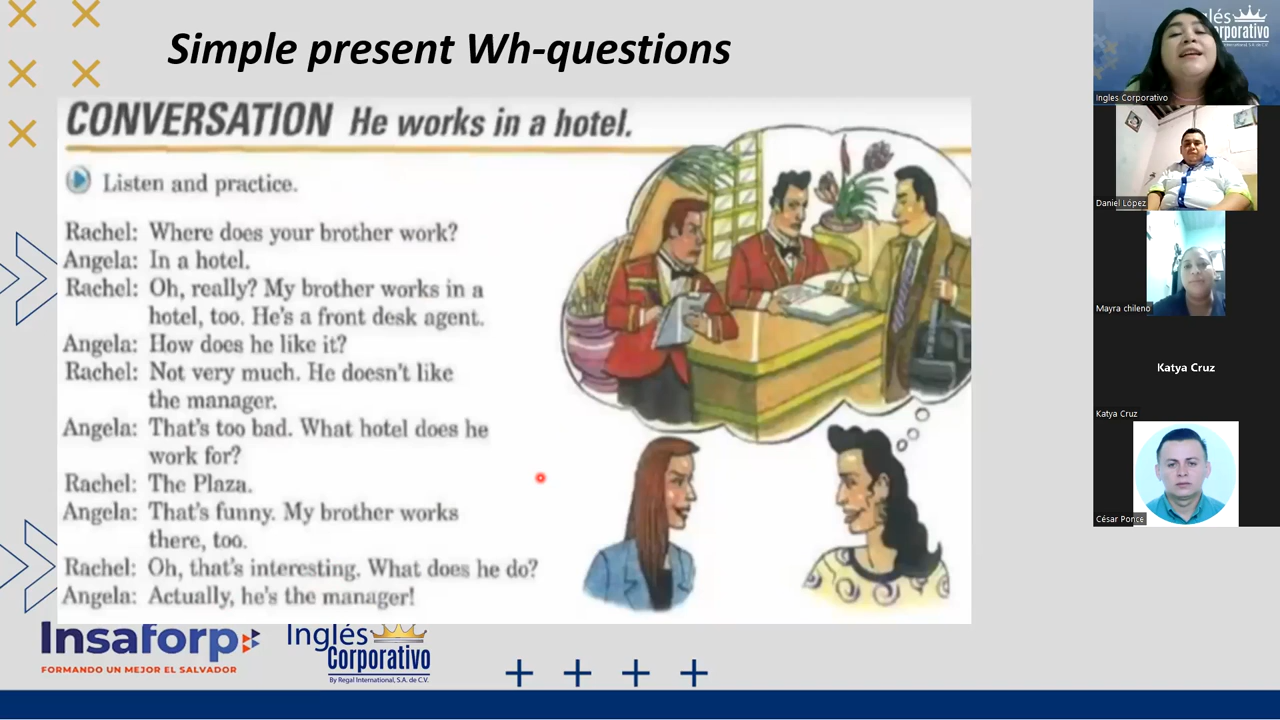 Simple present Wh-questions
CONVERSATION He works in a hotel.
Listen and practice.
Rachel: Where does your brother work?
Angela: In a hotel.
Rachel: Oh, really? My brother works in a
hotel, too. He's a front desk agent.
Angela: How does he like it?
Rachel: Not very much. He doesn't like
the manager.
Angela: That's too bad. What hotel does he
work for?
Rachel: The Plaza.
Angela: That's funny. My brother works
there, too.
Rachel: Oh, that's interesting. What does he do?
Angela: Actually, he's the manager!
Insaforp
FORMANDO UN MEJOR EL SALVADOR
Inglés
Corporativo
By Regal International, S.A. de C.V.
Ingles Corporativo
Daniel López
Mayra chileno
Katya Cruz
Katya Cruz
César Ponce